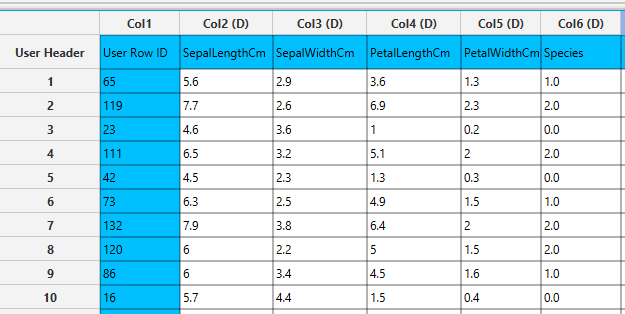 Col1 Col2 (D) Col3 (D) Col4 (D) Col5 (D) Col6 (D)
User Header User Row ID SepalLengthCm SepalWidthCm PetalLengthCm PetalWidthCm Species
1 65 5.6 2.9 3.6 1.3 1.0
2 119 7.7 2.6 6.9 2.3 2.0
3 23 4.6 3.6 1 0.2 0.0
4 111 6.5 3.2 5.1 2 2.0
5 42 4.5 2.3 1.3 0.3 0.0
6 73 6.3 2.5 4.9 1.5 1.0
7 132 7.9 3.8 6.4 2 2.0
8 120 6 2.2 5 1.5 2.0
9 86 6 3.4 4.5 1.6 1.0
10 16 5.7 4.4 1.5 0.4 0.0